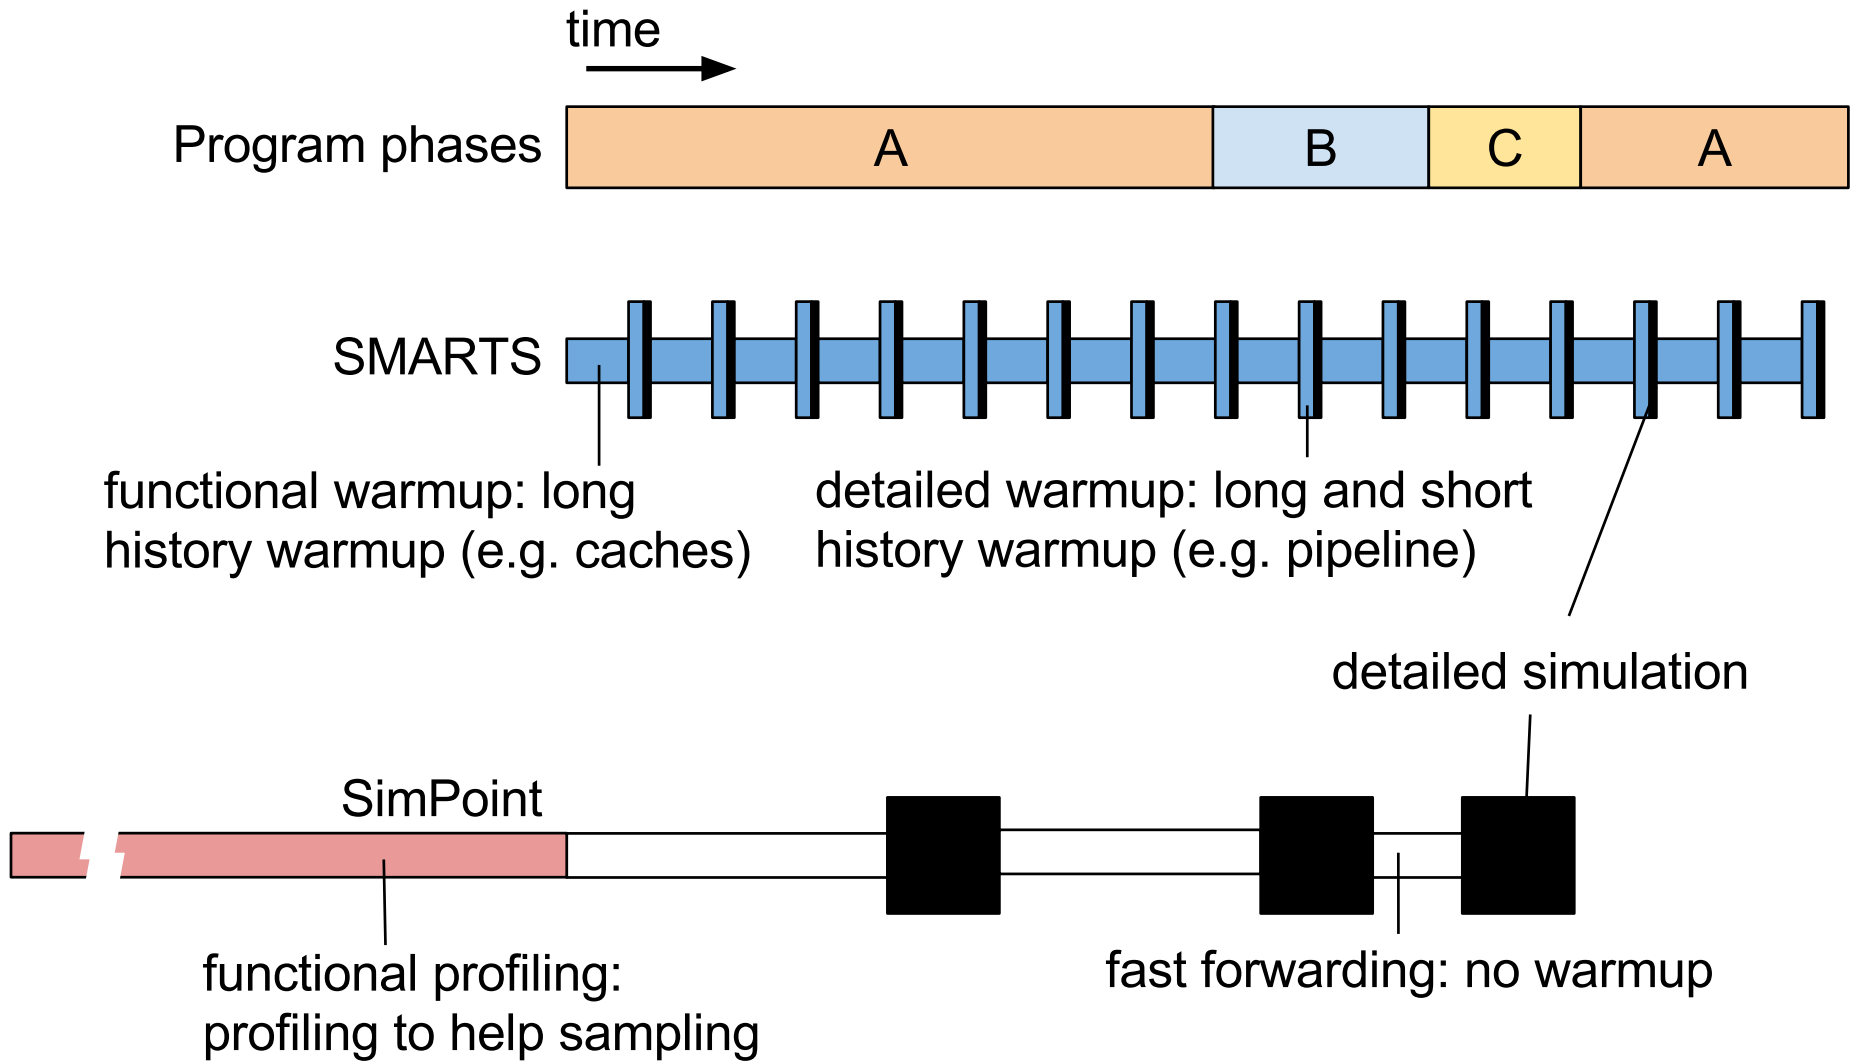 time
Program phases
A
B
C
A
SMARTS
functional warmup: long
history warmup (e.g. caches)
detailed warmup: long and short
history warmup (e.g. pipeline)
detailed simulation
SimPoint
functional profiling:
profiling to help sampling
fast forwarding: no warmup